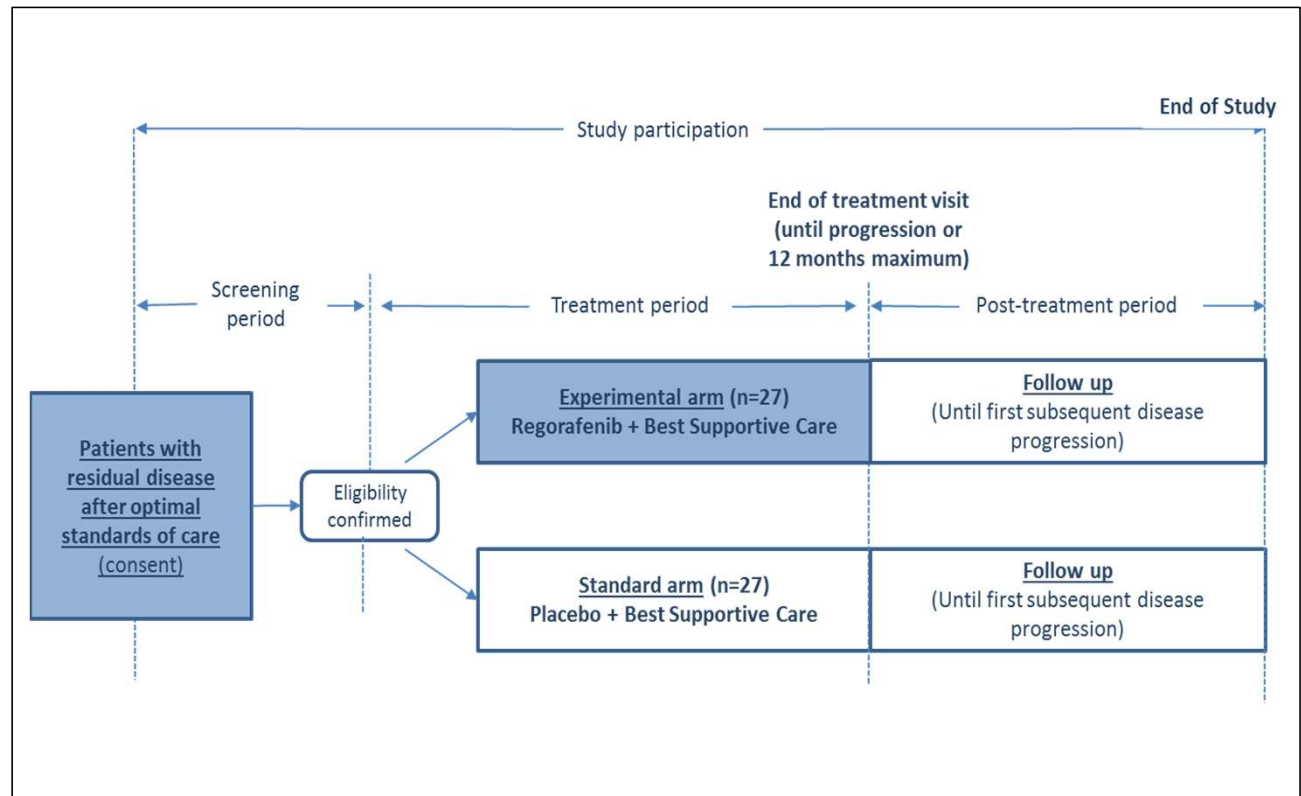 End of Study
Study participation
End of treatment visit
(until progression or
12 months maximum)
Screening
period
Treatment period
Post-treatment period
Patients with
residual disease
after optimal
standards of care
(consent)
Eligibility
confirmed
Experimental arm (n=27)
Regorafenib + Best Supportive Care
Follow up
(Until first subsequent disease
progression)
Standard arm (n=27)
Placebo + Best Supportive Care
Follow up
(Until first subsequent disease
progression)